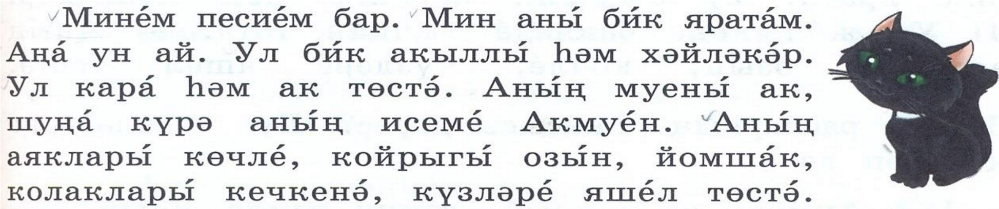 Мине́м песие́м бар. Мин аны́ би́к ярата́м.
Аңа́ ун ай. Ул би́к акыллы́ һәм хәйләкә́р.
Ул кара́ һәм ак төстә́. Аны́ң муены́ ак,
шуңа́ күрә аны́ң исеме́ Акмуе́н. Аны́ң
аяклары́ көчле́, койрыгы́ озы́н, йомша́к,
колаклары́ кечкенә́, күзләре́ яше́л төстә́.